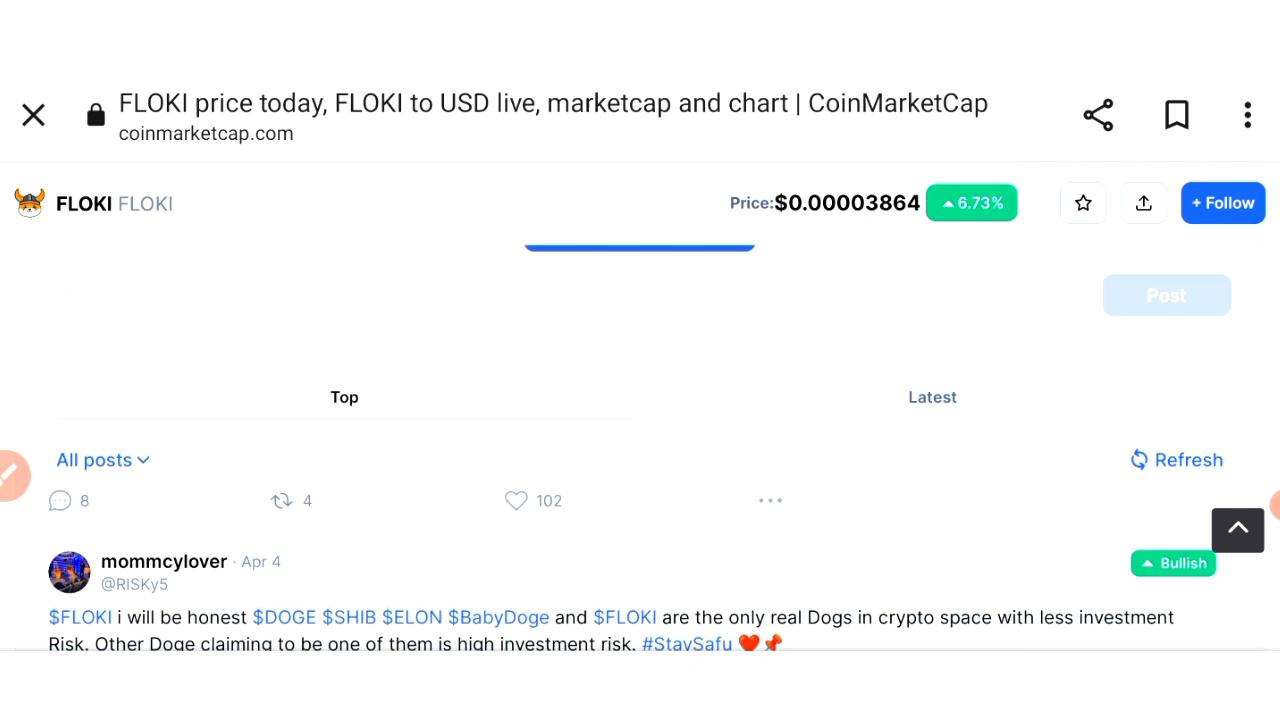 FLOKI price today, FLOKI to USD live, marketcap and chart | CoinMarketCap
coinmarketcap.com
FLOKI FLOKI Price:$0.00003864 6.73% + Follow
Post
Top Latest
All posts Refresh
8 4 102
mommcylover · Apr 4 Bullish
@RISKy5
$FLOKI i will be honest $DOGE $SHIB $ELON $BabyDoge and $FLOKI are the only real Dogs in crypto space with less investment
Risk. Other Doge claiming to be one of them is high investment risk. #StaySafu ❤️📌